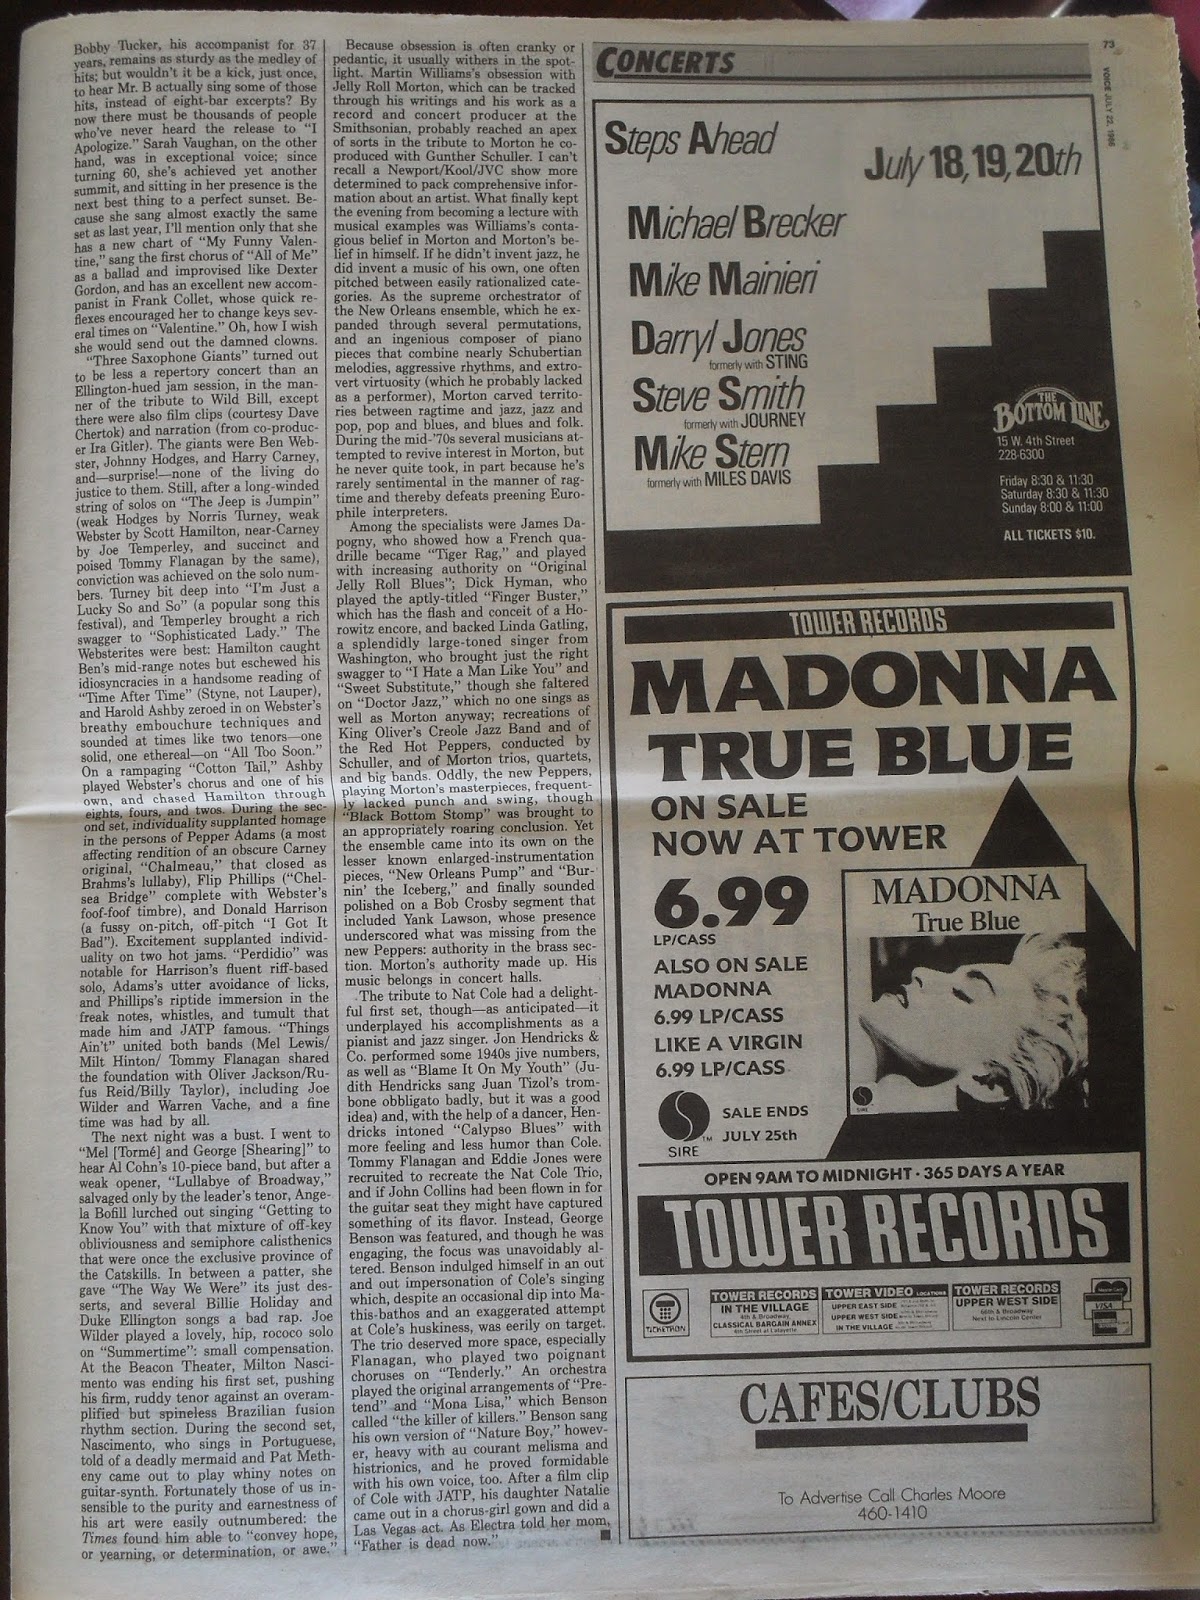 Bobby Tucker, his accompanist for 37
years, remains as sturdy as the medley of
hits; but wouldn't it be a kick, just once,
to hear Mr. B actually sing some of those
hits, instead of eight-bar excerpts? By
now there must be thousands of people
who've never heard the release to "I
Apologize." Sarah Vaughan, on the other
hand, was in exceptional voice; since
turning 60, she's achieved yet another
summit, and sitting in her presence is the
next best thing to a perfect sunset. Be-
cause she sang almost exactly the same
set as last year, I'll mention only that she
has a new chart of "My Funny Valen-
tine," sang the first chorus of "All of Me"
as a ballad and improvised like Dexter
Gordon, and has an excellent new accom-
panist in Frank Collet, whose quick re-
flexes encouraged her to change keys sev-
eral times on "Valentine." Oh, how I wish
she would send out the damned clowns.
"Three Saxophone Giants" turned out
to be less a repertory concert than an
Ellington-hued jam session, in the man-
ner of the tribute to Wild Bill, except
there were also film clips (courtesy Dave
Chertok) and narration (from co-produc-
er Ira Gitler). The giants were Ben Web-
ster, Johnny Hodges, and Harry Carney,
and—surprise!—none of the living do
justice to them. Still, after a long-winded
string of solos on "The Jeep is Jumpin"
(weak Hodges by Norris Turney, weak
Webster by Scott Hamilton, near-Carney
by Joe Temperley, and succinct and
poised Tommy Flanagan by the same),
conviction was achieved on the solo num-
bers. Turney bit deep into "I'm Just a
Lucky So and So" (a popular song this
festival), and Temperley brought a rich
swagger to "Sophisticated Lady." The
Websterites were best: Hamilton caught
Ben's mid-range notes but eschewed his
idiosyncracies in a handsome reading of
"Time After Time" (Styne, not Lauper),
and Harold Ashby zeroed in on Webster's
breathy embouchure techniques and
sounded at times like two tenors—one
solid, one ethereal—on "All Too Soon."
On a rampaging "Cotton Tail," Ashby
played Webster's chorus and one of his
own, and chased Hamilton through
eights, fours, and twos. During the sec-
ond set, individuality supplanted homage
in the persons of Pepper Adams (a most
affecting rendition of an obscure Carney
original, "Chalmeau," that closed as
Brahms's lullaby), Flip Phillips ("Chel-
sea Bridge" complete with Webster's
foof-foof timbre), and Donald Harrison
(a fussy on-pitch, off-pitch "I Got It
Bad"). Excitement supplanted individ-
uality on two hot jams. "Perdidio" was
notable for Harrison's fluent riff-based
solo, Adams's utter avoidance of licks,
and Phillips's riptide immersion in the
freak notes, whistles, and tumult that
made him and JATP famous. "Things
Ain't" united both bands (Mel Lewis/
Milt Hinton/ Tommy Flanagan shared
the foundation with Oliver Jackson/Ru-
fus Reid/Billy Taylor), including Joe
Wilder and Warren Vache, and a fine
time was had by all.
The next night was a bust. I went to
"Mel [Tormé] and George [Shearing]" to
hear Al Cohn's 10-piece band, but after a
weak opener, "Lullabye of Broadway,"
salvaged only by the leader's tenor, Ange-
la Bofill lurched out singing "Getting to
Know You" with that mixture of off-key
obliviousness and semiphore calisthenics
that were once the exclusive province of
the Catskills. In between a patter, she
gave "The Way We Were" its just des-
serts, and several Billie Holiday and
Duke Ellington songs a bad rap. Joe
Wilder played a lovely, hip, rococo solo
on "Summertime": small compensation.
At the Beacon Theater, Milton Nasci-
mento was ending his first set, pushing
his firm, ruddy tenor against an overam-
plified but spineless Brazilian fusion
rhythm section. During the second set,
Nascimento, who sings in Portuguese,
told of a deadly mermaid and Pat Meth-
eny came out to play whiny notes on
guitar-synth. Fortunately those of us in-
sensible to the purity and earnestness of
his art were easily outnumbered: the
Times found him able to "convey hope,
or yearning, or determination, or awe."
Because obsession is often cranky or
pedantic, it usually withers in the spot-
light. Martin Williams's obsession with
Jelly Roll Morton, which can be tracked
through his writings and his work as a
record and concert producer at the
Smithsonian, probably reached an apex
of sorts in the tribute to Morton he co-
produced with Gunther Schuller. I can't
recall a Newport/Kool/JVC show more
determined to pack comprehensive infor-
mation about an artist. What finally kept
the evening from becoming a lecture with
musical examples was Williams's conta-
gious belief in Morton and Morton's be-
lief in himself. If he didn't invent jazz, he
did invent a music of his own, one often
pitched between easily rationalized cate-
gories. As the supreme orchestrator of
the New Orleans ensemble, which he ex-
panded through several permutations,
and an ingenious composer of piano
pieces that combine nearly Schubertian
melodies, aggressive rhythms, and extro-
vert virtuosity (which he probably lacked
as a performer), Morton carved territo-
ries between ragtime and jazz, jazz and
pop, pop and blues, and blues and folk.
During the mid-'70s several musicians at-
tempted to revive interest in Morton, but
he never quite took, in part because he's
rarely sentimental in the manner of rag-
time and thereby defeats preening Euro-
phile interpreters.
Among the specialists were James Da-
pogny, who showed how a French qua-
drille became "Tiger Rag," and played
with increasing authority on "Original
Jelly Roll Blues"; Dick Hyman, who
played the aptly-titled "Finger Buster,"
which has the flash and conceit of a Ho-
rowitz encore, and backed Linda Gatling,
a splendidly large-toned singer from
Washington, who brought just the right
swagger to "I Hate a Man Like You" and
"Sweet Substitute," though she faltered
on "Doctor Jazz," which no one sings as
well as Morton anyway; recreations of
King Oliver's Creole Jazz Band and of
the Red Hot Peppers, conducted by
Schuller, and of Morton trios, quartets,
and big bands. Oddly, the new Peppers,
playing Morton's masterpieces, frequent-
ly lacked punch and swing, though
"Black Bottom Stomp" was brought to
an appropriately roaring conclusion. Yet
the ensemble came into its own on the
lesser known enlarged-instrumentation
pieces, "New Orleans Pump" and "Bur-
nin' the Iceberg," and finally sounded
polished on a Bob Crosby segment that
included Yank Lawson, whose presence
underscored what was missing from the
new Peppers: authority in the brass sec-
tion. Morton's authority made up. His
music belongs in concert halls.
The tribute to Nat Cole had a delight-
ful first set, though—as anticipated—it
underplayed his accomplishments as a
pianist and jazz singer. Jon Hendricks &
Co. performed some 1940s jive numbers,
as well as "Blame It On My Youth" (Ju-
dith Hendricks sang Juan Tizol's trom-
bone obbligato badly, but it was a good
idea) and, with the help of a dancer, Hen-
dricks intoned "Calypso Blues" with
more feeling and less humor than Cole.
Tommy Flanagan and Eddie Jones were
recruited to recreate the Nat Cole Trio,
and if John Collins had been flown in for
the guitar seat they might have captured
something of its flavor. Instead, George
Benson was featured, and though he was
engaging, the focus was unavoidably al-
tered. Benson indulged himself in an out
and out impersonation of Cole's singing
which, despite an occasional dip into Ma-
this-bathos and an exaggerated attempt
at Cole's huskiness, was eerily on target.
The trio deserved more space, especially
Flanagan, who played two poignant
choruses on "Tenderly." An orchestra
played the original arrangements of "Pre-
tend" and "Mona Lisa," which Benson
called "the killer of killers." Benson sang
his own version of "Nature Boy," howev-
er, heavy with au courant melisma and
histrionics, and he proved formidable
with his own voice, too. After a film clip
of Cole with JATP, his daughter Natalie
came out in a chorus-girl gown and did a
Las Vegas act. As Electra told her mom,
"Father is dead now."
73
VOICE JULY 22, 1986
CONCERTS
Steps Ahead
July 18, 19, 20th
Michael Brecker
Mike Mainieri
Darryl Jones
formerly with STING
Steve Smith
formerly with JOURNEY
Mike Stern
formerly with MILES DAVIS
THE
BOTTOM LINE
15 W. 4th Street
228-6300
Friday 8:30 & 11:30
Saturday 8:30 & 11:30
Sunday 8:00 & 11:00
ALL TICKETS $10.
TOWER RECORDS
MADONNA
TRUE BLUE
ON SALE
NOW AT TOWER
6.99
LP/CASS
ALSO ON SALE
MADONNA
6.99 LP/CASS
LIKE A VIRGIN
6.99 LP/CASS
SIRE
TM
SALE ENDS
JULY 25th
MADONNA
True Blue
SIRE
OPEN 9AM TO MIDNIGHT · 365 DAYS A YEAR
TOWER RECORDS
TICKETRON
TOWER RECORDS
IN THE VILLAGE
4th & Broadway
CLASSICAL BARGAIN ANNEX
4th Street at Lafayette
TOWER VIDEO LOCATIONS
UPPER EAST SIDE
UPPER WEST SIDE
IN THE VILLAGE
TOWER RECORDS
UPPER WEST SIDE
66th & Broadway
Next to Lincoln Center
MasterCard
VISA
CAFES/CLUBS
To Advertise Call Charles Moore
460-1410